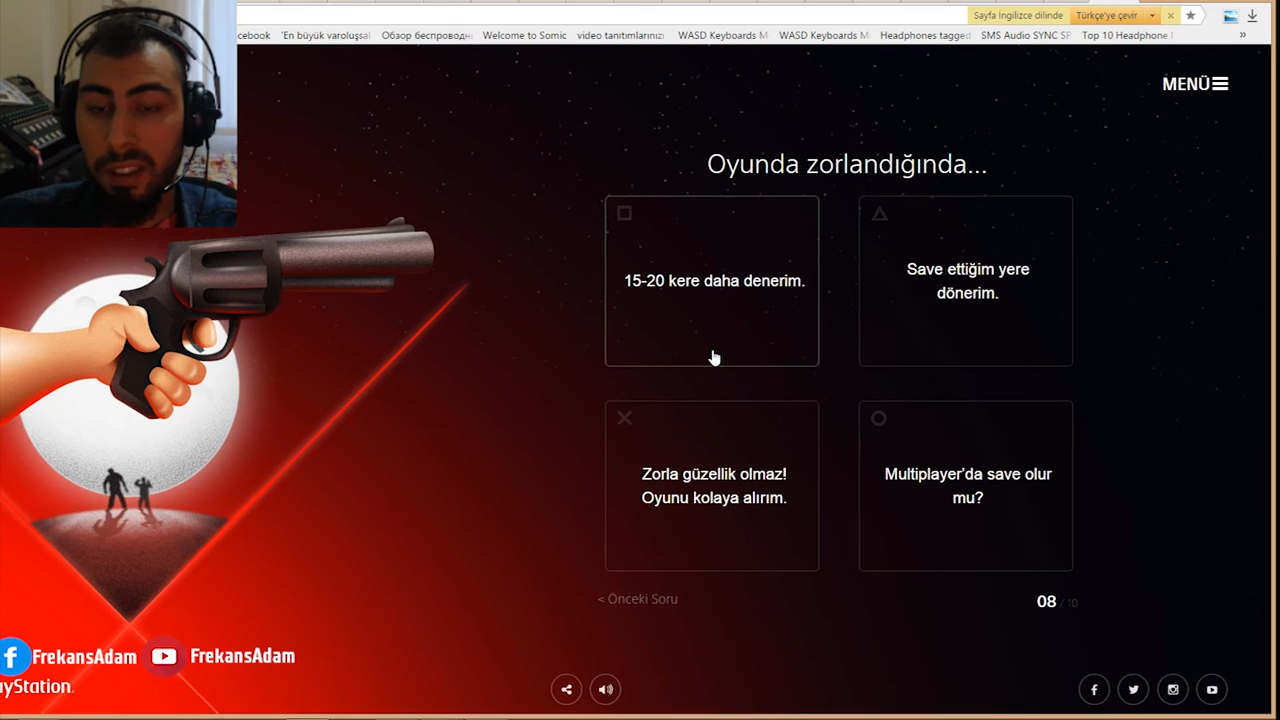 Sayfa İngilizce dilinde Türkçe'ye çevir
cebook 'En büyük varoluşsal Обзор беспроводн Welcome to Somic video tanıtımlarınızı WASD Keyboards M WASD Keyboards M Headphones tagged SMS Audio SYNC SP Top 10 Headphone
MENÜ
Oyunda zorlandığında...
15-20 kere daha denerim.
Save ettiğim yere
dönerim.
Zorla güzellik olmaz!
Oyunu kolaya alırım.
Multiplayer'da save olur
mu?
< Önceki Soru
08 / 10
FrekansAdam FrekansAdam
ayStation.